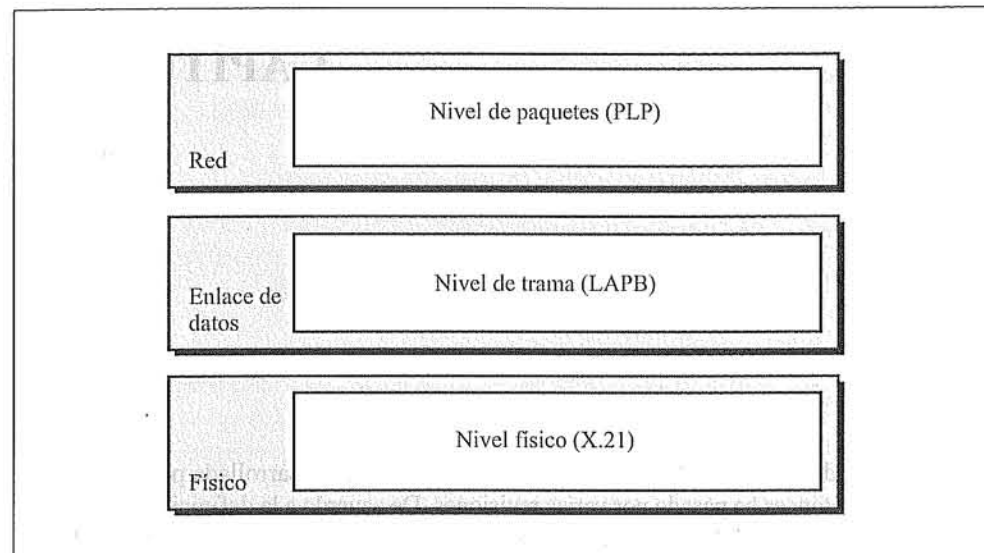 Nivel de paquetes (PLP)
Red
Nivel de trama (LAPB)
Enlace de
datos
Nivel físico (X.21)
Físico